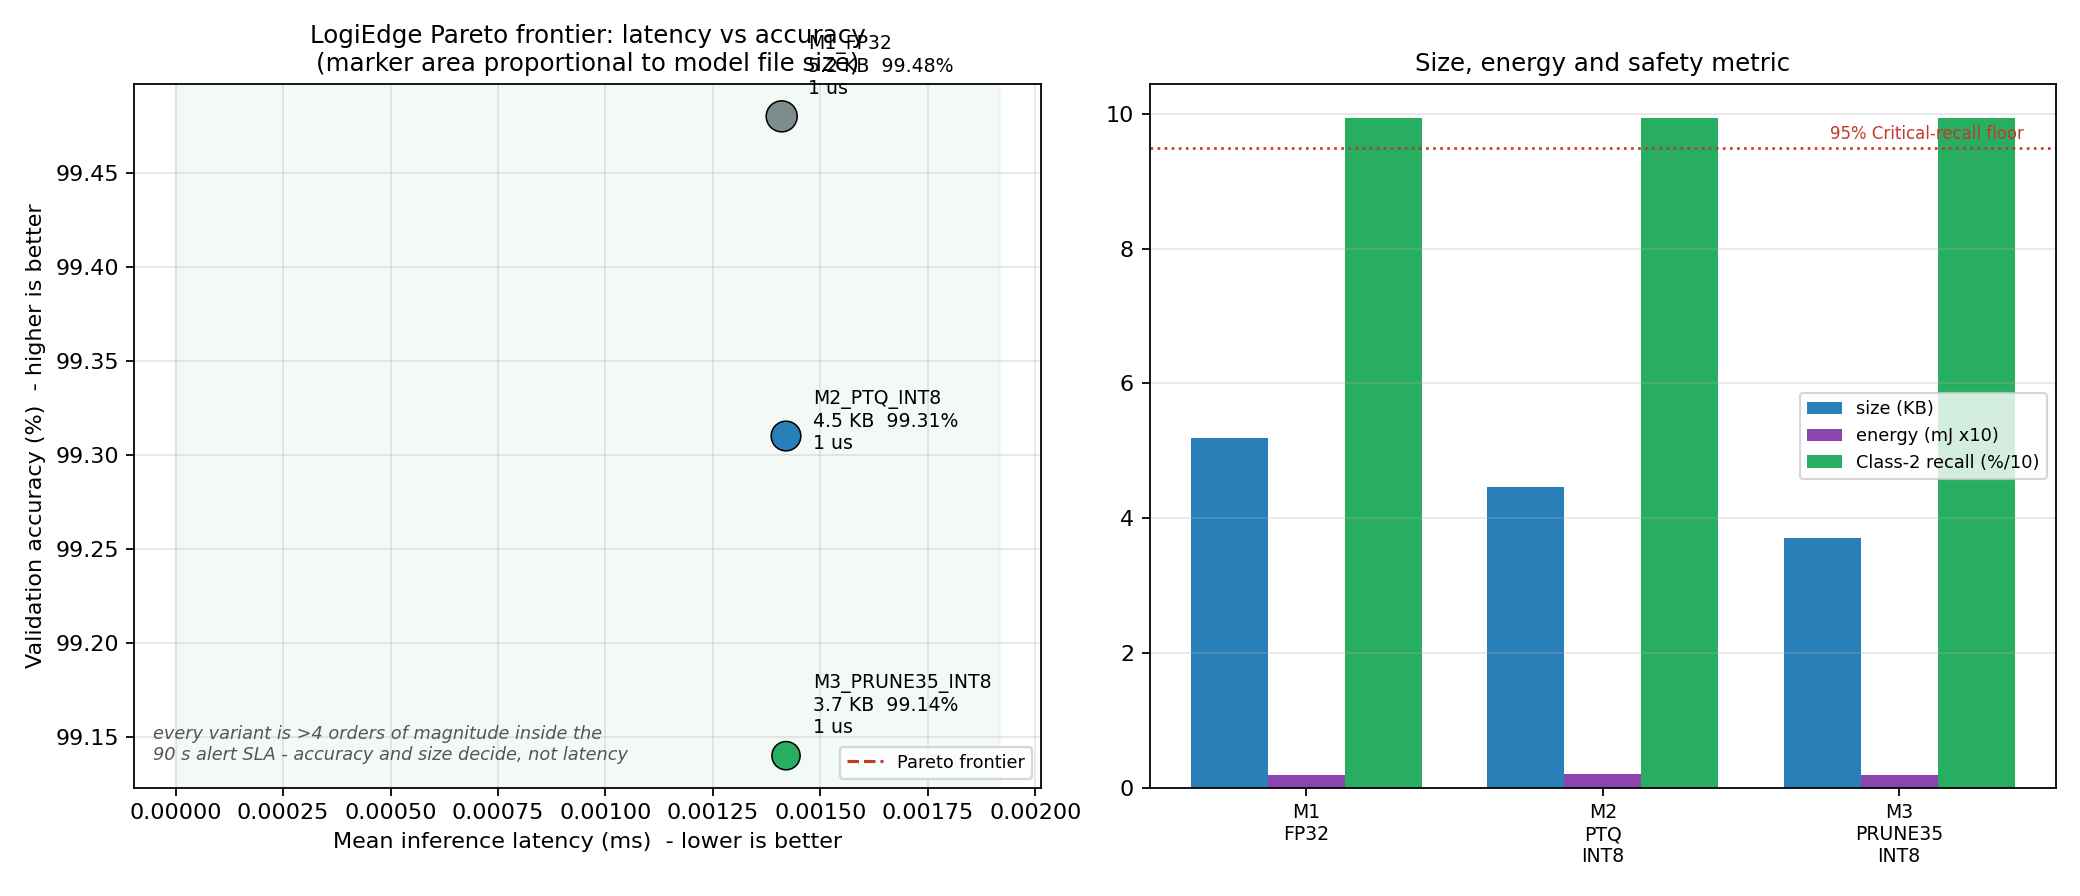 LogiEdge Pareto frontier: latency vs accuracy
(marker area proportional to model file size)
M1_FP32
5.2 KB  99.48%
1 us
99.45
99.40
99.35
99.30
99.25
99.20
99.15
Validation accuracy (%)  - higher is better
M2_PTQ_INT8
4.5 KB  99.31%
1 us
M3_PRUNE35_INT8
3.7 KB  99.14%
1 us
every variant is >4 orders of magnitude inside the
90 s alert SLA - accuracy and size decide, not latency
Pareto frontier
0.00000 0.00025 0.00050 0.00075 0.00100 0.00125 0.00150 0.00175 0.00200
Mean inference latency (ms)  - lower is better
Size, energy and safety metric
10
8
6
4
2
0
95% Critical-recall floor
size (KB)
energy (mJ x10)
Class-2 recall (%/10)
M1
FP32
M2
PTQ
INT8
M3
PRUNE35
INT8